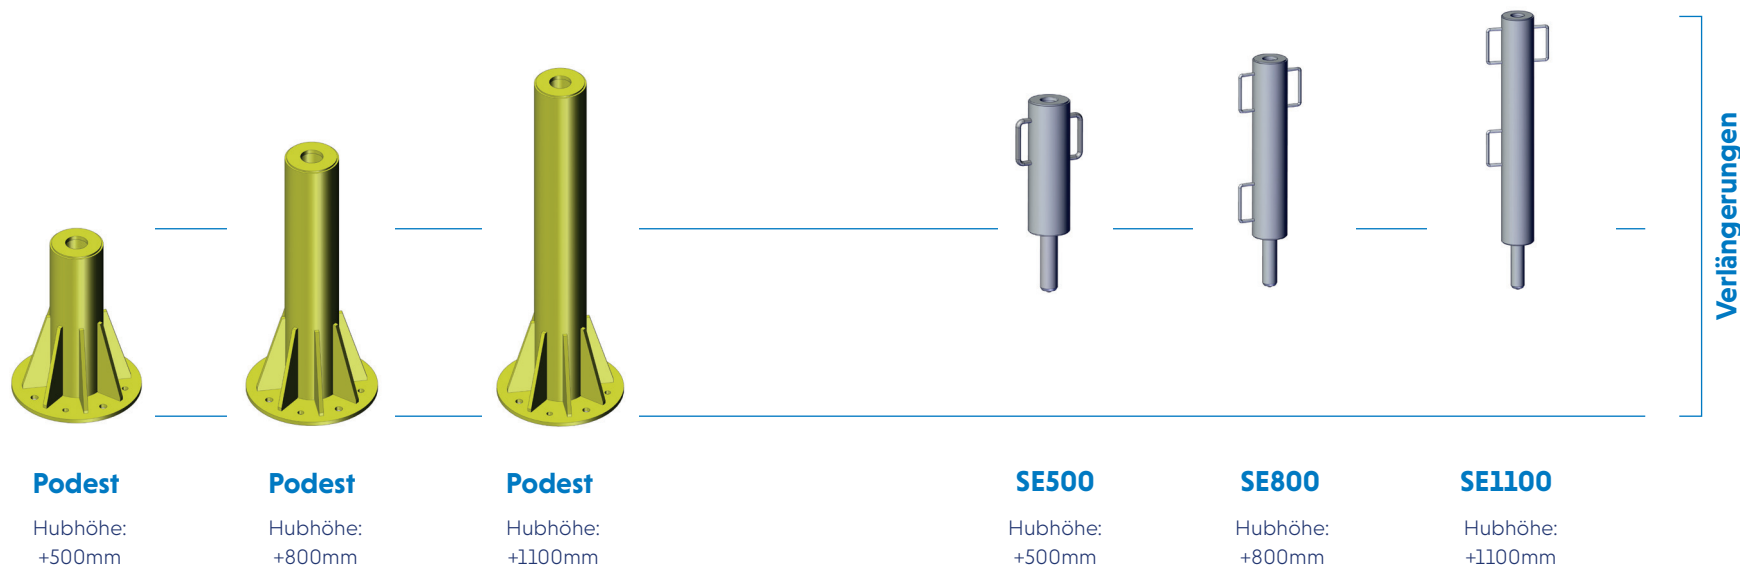 Verlängerungen
Podest
Hubhöhe:
+500mm
Podest
Hubhöhe:
+800mm
Podest
Hubhöhe:
+1100mm
SE500
Hubhöhe:
+500mm
SE800
Hubhöhe:
+800mm
SE1100
Hubhöhe:
+1100mm